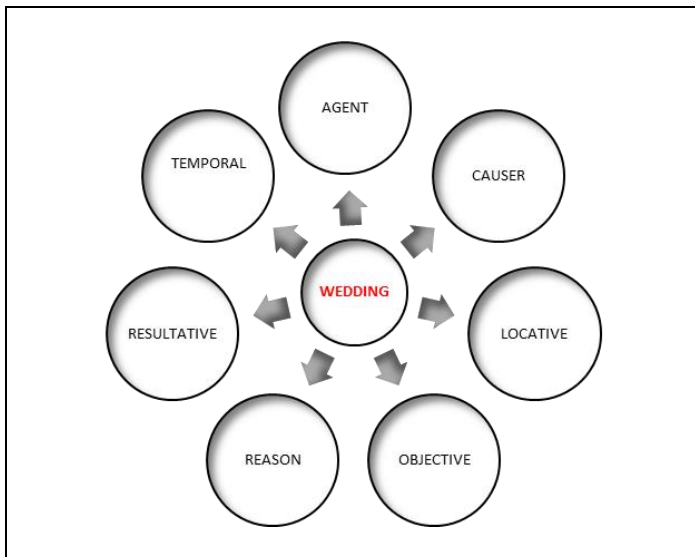 AGENT
TEMPORAL
CAUSER
WEDDING
RESULTATIVE
LOCATIVE
REASON
OBJECTIVE